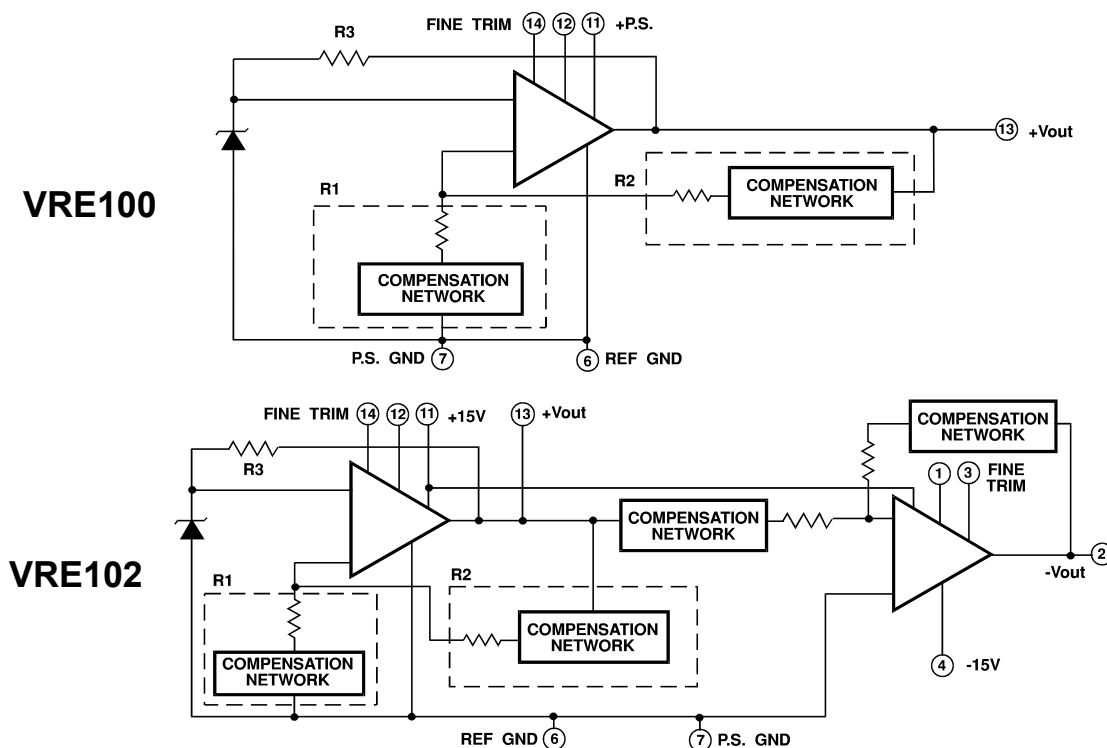 FINE TRIM 14 12 11 +P.S.
R3
13 +Vout
R2
COMPENSATION
NETWORK
R1
VRE100
COMPENSATION
NETWORK
P.S. GND 7
6 REF GND
FINE TRIM 14 12 11 +15V
13 +Vout
COMPENSATION
NETWORK
R3
1 3 FINE
TRIM
COMPENSATION
NETWORK
2
-Vout
VRE102
R1
R2
COMPENSATION
NETWORK
COMPENSATION
NETWORK
4 -15V
REF GND 6
7 P.S. GND